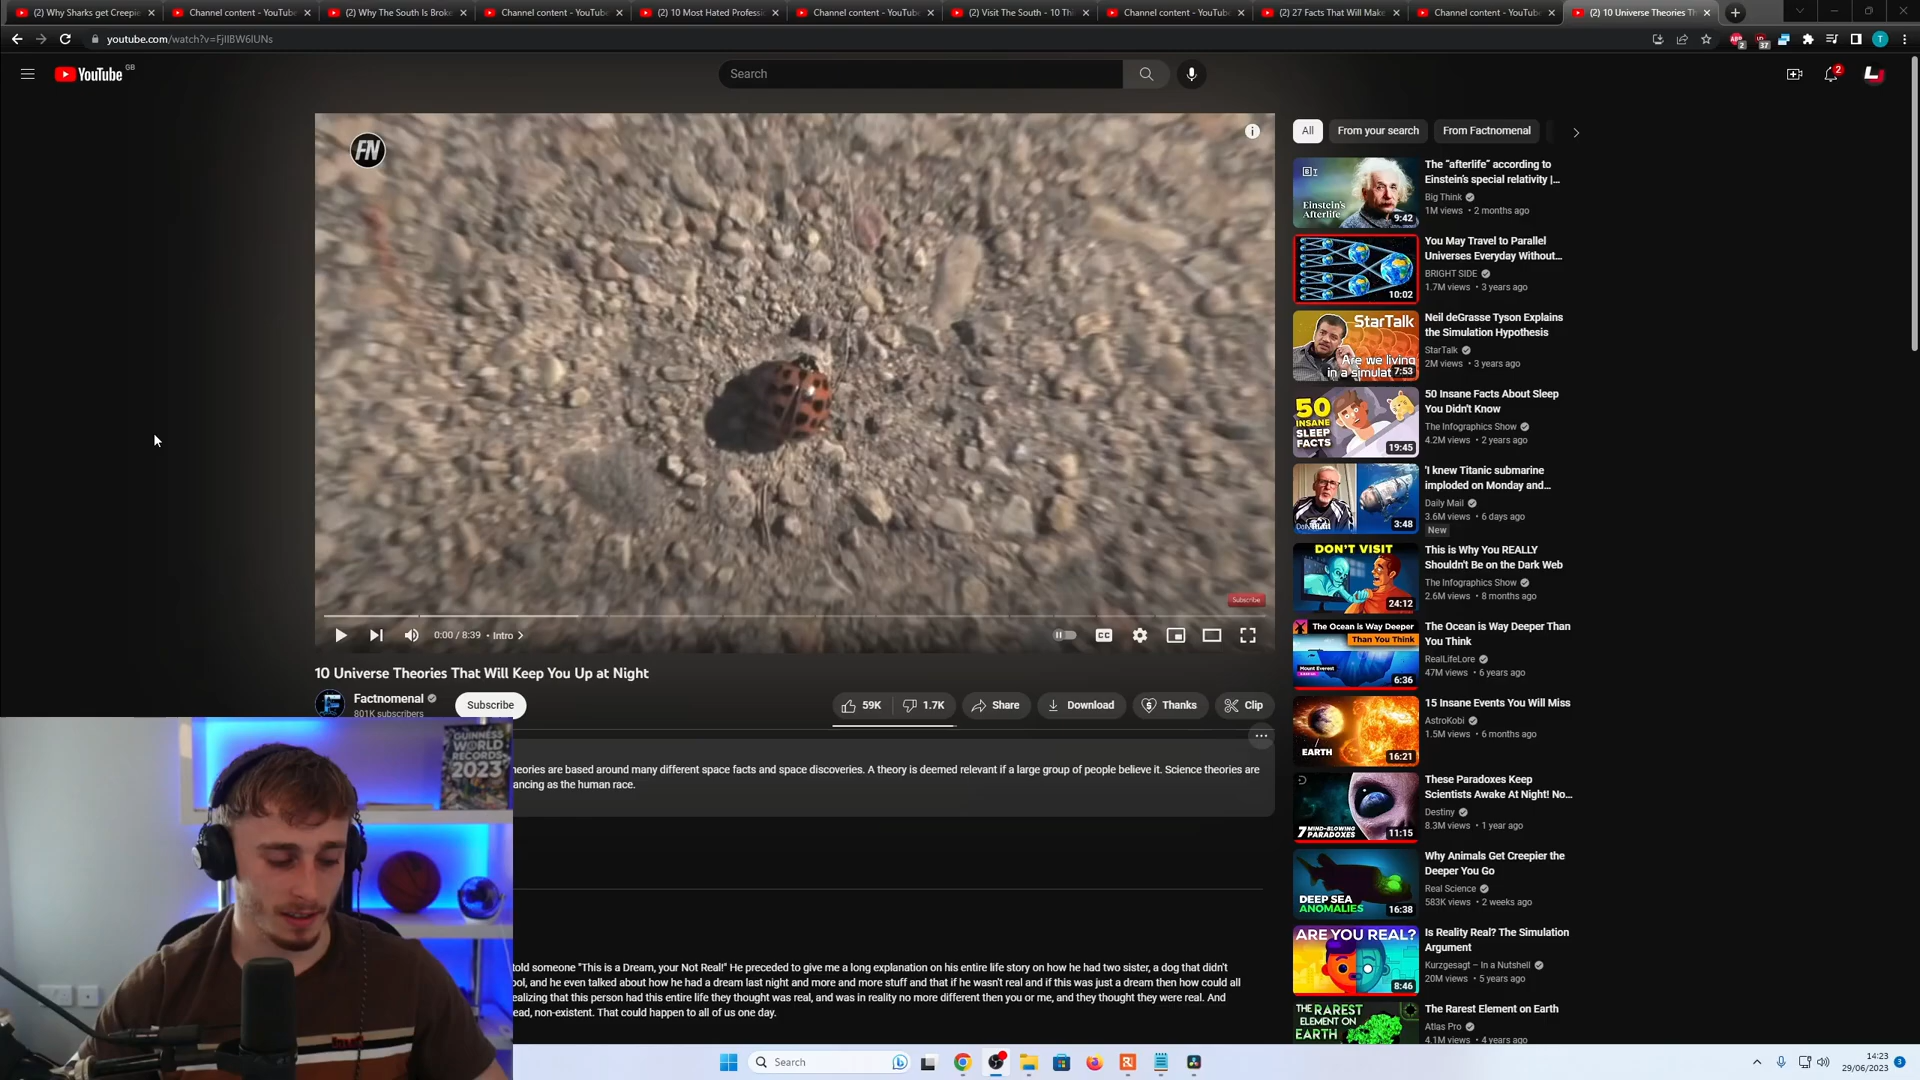 (2) Why Sharks get Creepie
Channel content - YouTube
(2) Why The South Is Broke
Channel content - YouTube
(2) 10 Most Hated Professi
Channel content - YouTube
(2) Visit The South - 10 Thi
Channel content - YouTube
(2) 27 Facts That Will Make
Channel content - YouTube
(2) 10 Universe Theories Th
youtube.com/watch?v=FjIIBW6IUNs
2
37
T
YouTube GB
Search
2
FN
Subscribe
0:00 / 8:39 • Intro
CC
10 Universe Theories That Will Keep You Up at Night
Factnomenal
801K subscribers
Subscribe
59K
1.7K
Share
Download
Thanks
Clip
eories are based around many different space facts and space discoveries. A theory is deemed relevant if a large group of people believe it. Science theories are
ancing as the human race.
told someone "This is a Dream, your Not Real!" He preceded to give me a long explanation on his entire life story on how he had two sister, a dog that didn't
ool, and he even talked about how he had a dream last night and more and more stuff and that if he wasn't real and if this was just a dream then how could all
ealizing that this person had this entire life they thought was real, and was in reality no more different then you or me, and they thought they were real. And
ead, non-existent. That could happen to all of us one day.
GUINNESS
WORLD
RECORDS
2023
All
From your search
From Factnomenal
BT
Einstein's
Afterlife
9:42
The “afterlife” according to
Einstein’s special relativity |...
Big Think
1M views • 2 months ago
10:02
You May Travel to Parallel
Universes Everyday Without...
BRIGHT SIDE
1.7M views • 3 years ago
StarTalk
Are we living
in a simulat
7:53
Neil deGrasse Tyson Explains
the Simulation Hypothesis
StarTalk
2M views • 3 years ago
50
INSANE
SLEEP
FACTS
19:45
50 Insane Facts About Sleep
You Didn't Know
The Infographics Show
4.2M views • 2 years ago
3:48
'I knew Titanic submarine
imploded on Monday and...
Daily Mail
3.6M views • 6 days ago
New
DON'T VISIT
24:12
This is Why You REALLY
Shouldn't Be on the Dark Web
The Infographics Show
2.6M views • 8 months ago
The Ocean is Way Deeper
Than You Think
Mount Everest
6:36
The Ocean is Way Deeper Than
You Think
RealLifeLore
47M views • 6 years ago
EARTH
16:21
15 Insane Events You Will Miss
AstroKobi
1.5M views • 6 months ago
7 MIND-BLOWING
PARADOXES
11:15
These Paradoxes Keep
Scientists Awake At Night! No...
Destiny
8.3M views • 1 year ago
DEEP SEA
ANOMALIES
16:38
Why Animals Get Creepier the
Deeper You Go
Real Science
583K views • 2 weeks ago
ARE YOU REAL?
8:46
Is Reality Real? The Simulation
Argument
Kurzgesagt – In a Nutshell
20M views • 5 years ago
THE RAREST
ELEMENT ON
EARTH
The Rarest Element on Earth
Atlas Pro
4.1M views • 4 years ago
Search
14:23
29/06/2023
3